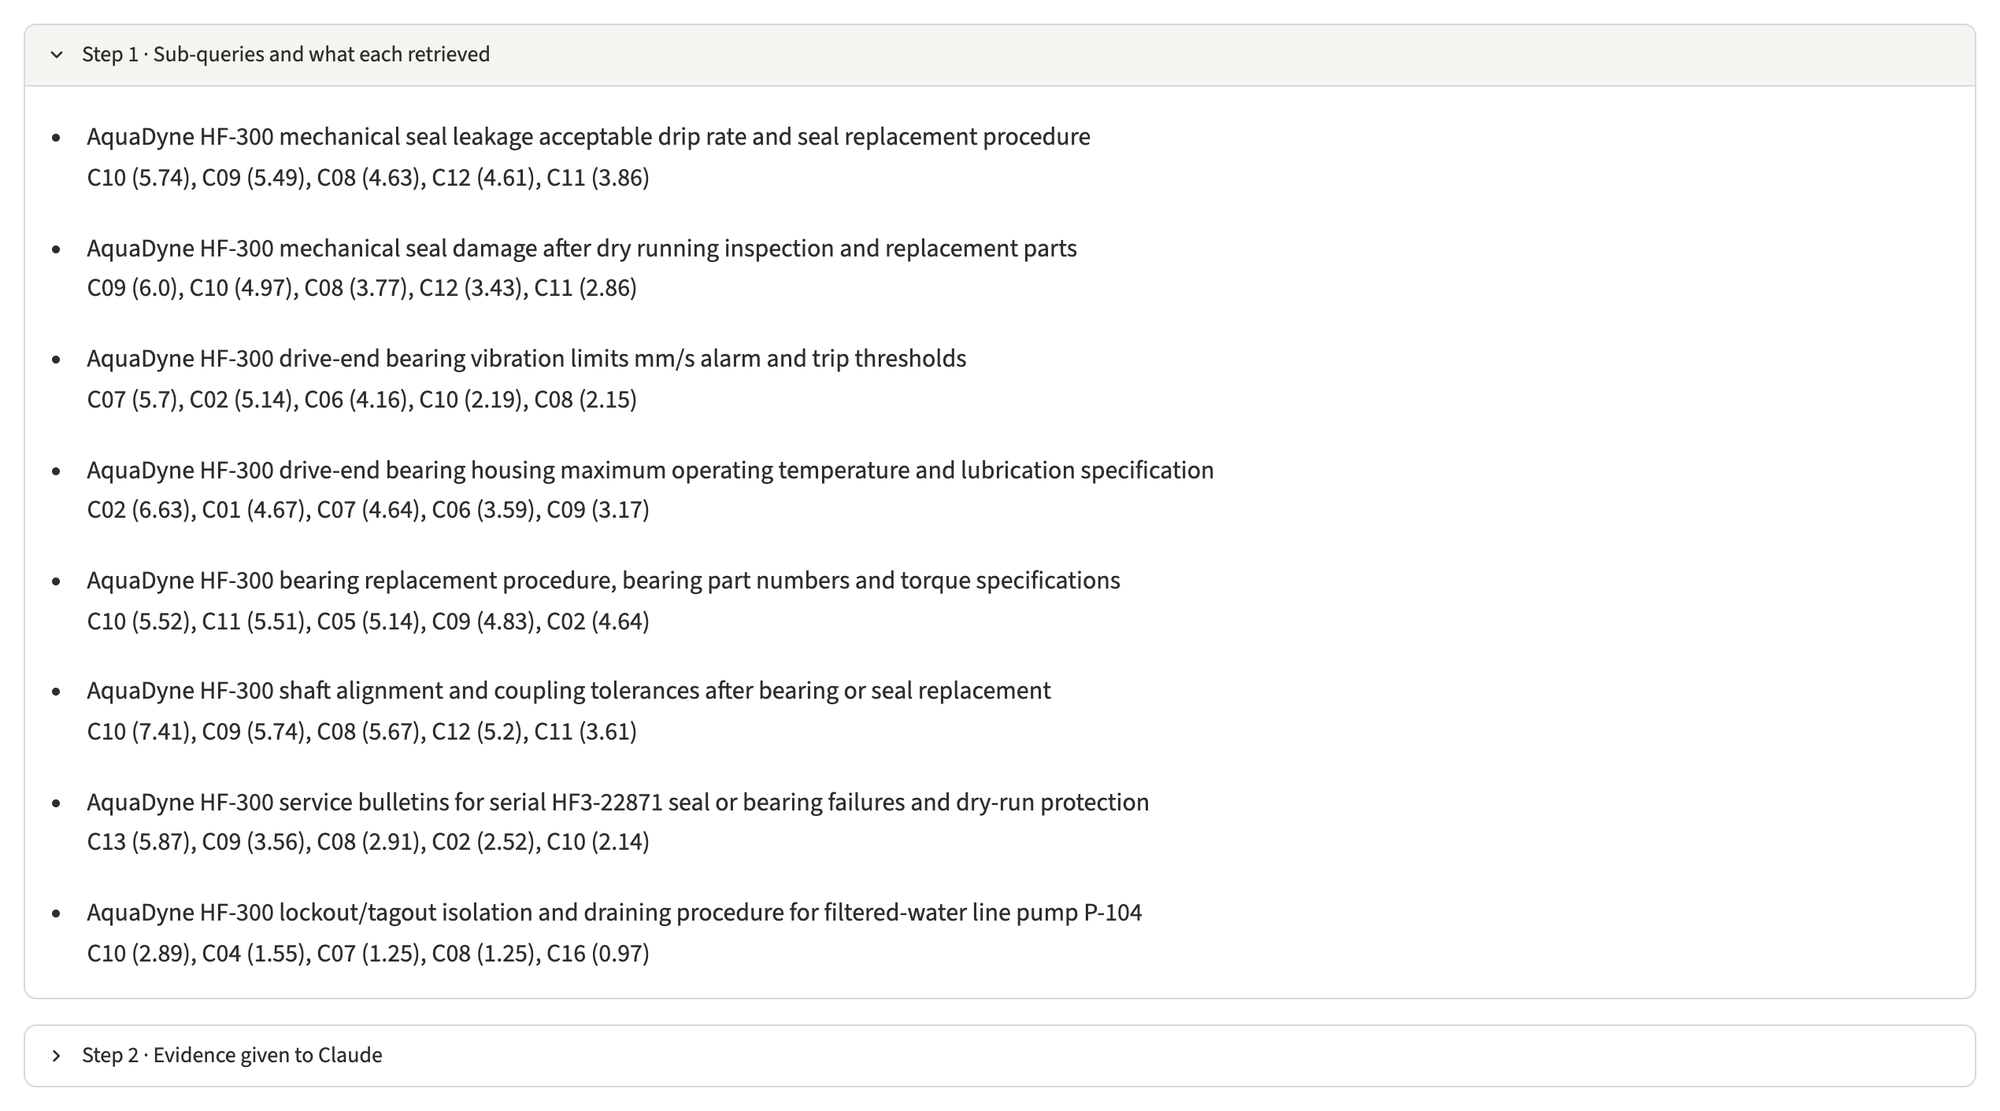 Step 1 · Sub-queries and what each retrieved
AquaDyne HF-300 mechanical seal leakage acceptable drip rate and seal replacement procedure
C10 (5.74), C09 (5.49), C08 (4.63), C12 (4.61), C11 (3.86)
AquaDyne HF-300 mechanical seal damage after dry running inspection and replacement parts
C09 (6.0), C10 (4.97), C08 (3.77), C12 (3.43), C11 (2.86)
AquaDyne HF-300 drive-end bearing vibration limits mm/s alarm and trip thresholds
C07 (5.7), C02 (5.14), C06 (4.16), C10 (2.19), C08 (2.15)
AquaDyne HF-300 drive-end bearing housing maximum operating temperature and lubrication specification
C02 (6.63), C01 (4.67), C07 (4.64), C06 (3.59), C09 (3.17)
AquaDyne HF-300 bearing replacement procedure, bearing part numbers and torque specifications
C10 (5.52), C11 (5.51), C05 (5.14), C09 (4.83), C02 (4.64)
AquaDyne HF-300 shaft alignment and coupling tolerances after bearing or seal replacement
C10 (7.41), C09 (5.74), C08 (5.67), C12 (5.2), C11 (3.61)
AquaDyne HF-300 service bulletins for serial HF3-22871 seal or bearing failures and dry-run protection
C13 (5.87), C09 (3.56), C08 (2.91), C02 (2.52), C10 (2.14)
AquaDyne HF-300 lockout/tagout isolation and draining procedure for filtered-water line pump P-104
C10 (2.89), C04 (1.55), C07 (1.25), C08 (1.25), C16 (0.97)
Step 2 · Evidence given to Claude